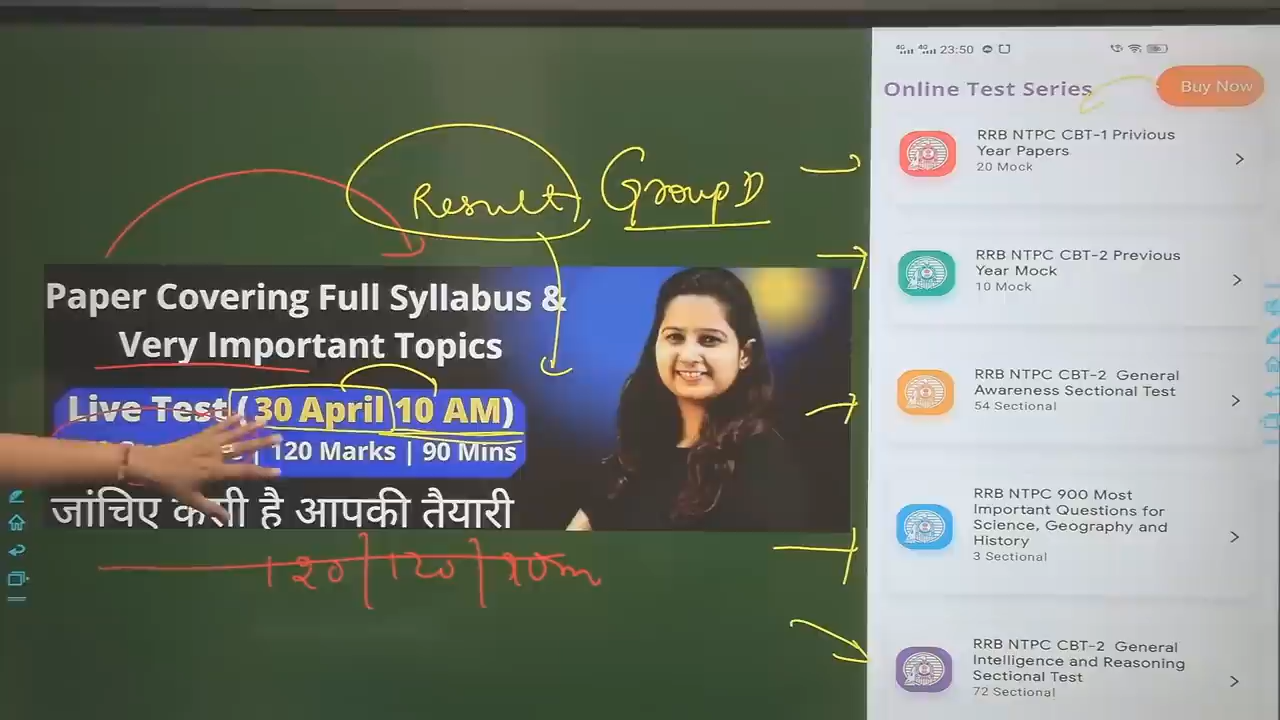 Result Group D
Paper Covering Full Syllabus &
Very Important Topics
Live Test (30 April 10 AM)
| 120 Marks | 90 Mins
जांचिए कैसी है आपकी तैयारी
120 | 120 | 90m
23:50
Online Test Series
Buy Now
RRB NTPC CBT-1 Privious
Year Papers
20 Mock
RRB NTPC CBT-2 Previous
Year Mock
10 Mock
RRB NTPC CBT-2 General
Awareness Sectional Test
54 Sectional
RRB NTPC 900 Most
Important Questions for
Science, Geography and
History
3 Sectional
RRB NTPC CBT-2 General
Intelligence and Reasoning
Sectional Test
72 Sectional